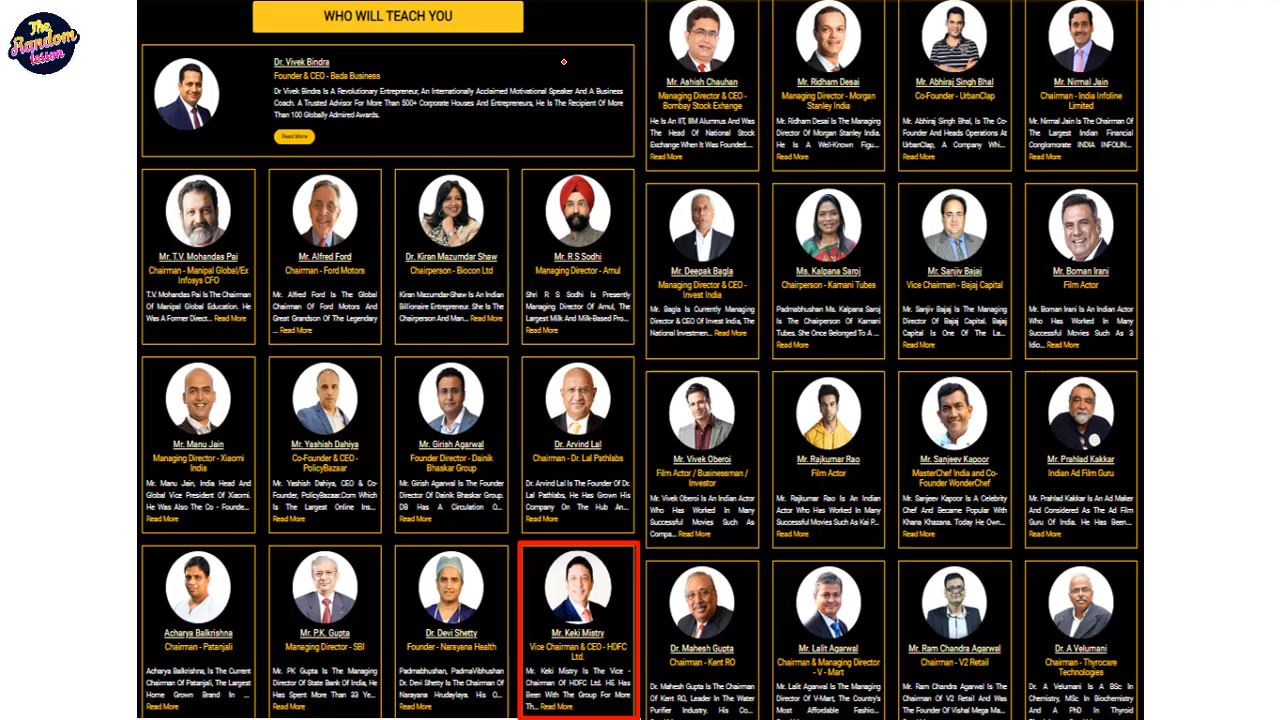 The
Random
lesson
WHO WILL TEACH YOU
Dr. Vivek Bindra
Founder & CEO - Bada Business
Dr Vivek Bindra Is A Revolutionary Entrepreneur, An Internationally Acclaimed Motivational Speaker And A Business
Coach. A Trusted Advisor For More Than 500+ Corporate Houses And Entrepreneurs, He Is The Recipient Of More
Than 100 Globally Admired Awards.
Read More
Mr. T.V. Mohandas Pai
Chairman - Manipal Global/Ex
Infosys CFO
T.V. Mohandas Pai Is The Chairman
Of Manipal Global Education. He
Was A Former Direct... Read More
Mr. Alfred Ford
Chairman - Ford Motors
Mr. Alfred Ford Is The Global
Chairman Of Ford Motors And
Great Grandson Of The Legendary
... Read More
Dr. Kiran Mazumdar Shaw
Chairperson - Biocon Ltd
Kiran Mazumdar-Shaw Is An Indian
Billionaire Entrepreneur. She Is The
Chairperson And Man... Read More
Mr. R S Sodhi
Managing Director - Amul
Shri R S Sodhi Is Presently
Managing Director Of Amul, The
Largest Milk And Milk-Based Pro...
Read More
Mr. Manu Jain
Managing Director - Xiaomi
India
Mr. Manu Jain, India Head And
Global Vice President Of Xiaomi.
He Was Also The Co - Founde...
Read More
Mr. Yashish Dahiya
Co-Founder & CEO -
PolicyBazaar
Mr. Yashish Dahiya, CEO & Co-
Founder, PolicyBazaar.Com Which
Is The Largest Online Ins...
Read More
Mr. Girish Agarwal
Founder Director - Dainik
Bhaskar Group
Mr. Girish Agarwal Is The Founder
Director Of Dainik Bhaskar Group.
DB Has A Circulation O...
Read More
Dr. Arvind Lal
Chairman - Dr. Lal Pathlabs
Dr. Arvind Lal Is The Founder Of Dr.
Lal Pathlabs, He Has Grown His
Company On The Hub An...
Read More
Acharya Balkrishna
Chairman - Patanjali
Acharya Balkrishna, Is The Current
Chairman Of Patanjali, The Largest
Home Grown Brand In ...
Read More
Mr. P.K. Gupta
Managing Director - SBI
Mr. PK Gupta Is The Managing
Director Of State Bank Of India, He
Has Spent More Than 33 Ye...
Read More
Dr. Devi Shetty
Founder - Narayana Health
Padmabhushan, PadmaVibhushan
Dr. Devi Shetty Is The Chairman Of
Narayana Hrudaylaya. His O...
Read More
Mr. Keki Mistry
Vice Chairman & CEO - HDFC
Ltd.
Mr. Keki Mistry Is The Vice -
Chairman Of HDFC Ltd. HE Has
Been With The Group For More
Th... Read More
Mr. Ashish Chauhan
Managing Director & CEO -
Bombay Stock Exhange
He Is An IIT, IIM Alumnus And Was
The Head Of National Stock
Exchange When It Was Founded....
Read More
Mr. Ridham Desai
Managing Director - Morgan
Stanley India
Mr. Ridham Desai Is The Managing
Director Of Morgan Stanley India.
He Is A Well-Known Figu...
Read More
Mr. Abhiraj Singh Bhal
Co-Founder - UrbanClap
Mr. Abhiraj Singh Bhal, Is The Co-
Founder And Heads Operations At
UrbanClap, A Company Whi...
Read More
Mr. Nirmal Jain
Chairman - India Infoline
Limited
Mr. Nirmal Jain Is The Chairman Of
The Largest Indian Financial
Conglomorate INDIA INFOLIN...
Read More
Mr. Deepak Bagla
Managing Director & CEO -
Invest India
Mr. Bagla Is Currently Managing
Director & CEO Of Invest India, The
National Investmen... Read More
Ms. Kalpana Saroj
Chairperson - Kamani Tubes
Padmabhushan Ms. Kalpana Saroj
Is The Chairperson Of Kamani
Tubes. She Once Belonged To A ...
Read More
Mr. Sanjiv Bajaj
Vice Chairman - Bajaj Capital
Mr. Sanjiv Bajaj Is The Managing
Director Of Bajaj Capital. Bajaj
Capital Is One Of The La...
Read More
Mr. Boman Irani
Film Actor
Mr. Boman Irani Is An Indian Actor
Who Has Worked In Many
Successful Movies Such As 3
Idio... Read More
Mr. Vivek Oberoi
Film Actor / Businessman /
Investor
Mr. Vivek Oberoi Is An Indian Actor
Who Has Worked In Many
Successful Movies Such As
Compa... Read More
Mr. Rajkumar Rao
Film Actor
Mr. Rajkumar Rao Is An Indian
Actor Who Has Worked In Many
Successful Movies Such As Kai P...
Read More
Mr. Sanjeev Kapoor
MasterChef India and Co-
Founder WonderChef
Mr. Sanjeev Kapoor Is A Celebrity
Chef And Became Popular With
Khana Khazana. Today He Own...
Read More
Mr. Prahlad Kakkar
Indian Ad Film Guru
Mr. Prahlad Kakkar Is An Ad Maker
And Considered As The Ad Film
Guru Of India. He Has Been...
Read More
Dr. Mahesh Gupta
Chairman - Kent RO
Dr. Mahesh Gupta Is The Chairman
Of Kent RO, Leader In The Water
Purifier Industry. His Co...
Mr. Lalit Agarwal
Chairman & Managing Director
- V - Mart
Mr. Lalit Agarwal Is The Managing
Director Of V-Mart, The Country's
Most Affordable Fashio...
Mr. Ram Chandra Agarwal
Chairman - V2 Retail
Mr. Ram Chandra Agarwal Is The
Chairman Of V2 Retail And Was
The Founder Of Vishal Mega Ma...
Dr. A Velumani
Chairman - Thyrocare
Technologies
Dr. A Velumani Is A BSc In
Chemistry, MSc In Biochemistry
And A PhD In Thyroid